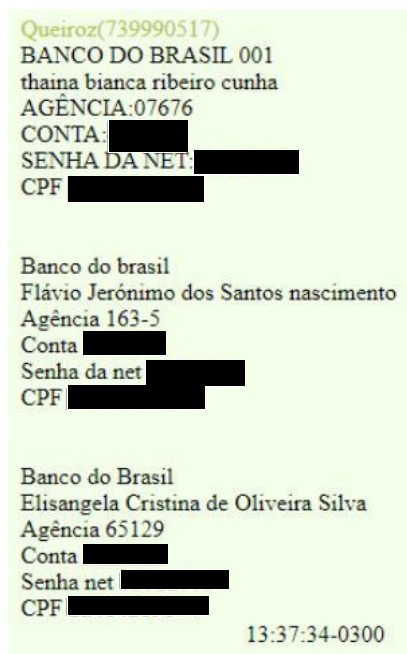 Queiroz(739990517)
BANCO DO BRASIL 001
thaina bianca ribeiro cunha
AGÊNCIA:07676
CONTA:
SENHA DA NET:
CPF
Banco do brasil
Flávio Jerónimo dos Santos nascimento
Agência 163-5
Conta
Senha da net
CPF
Banco do Brasil
Elisangela Cristina de Oliveira Silva
Agência 65129
Conta
Senha net
CPF
13:37:34-0300